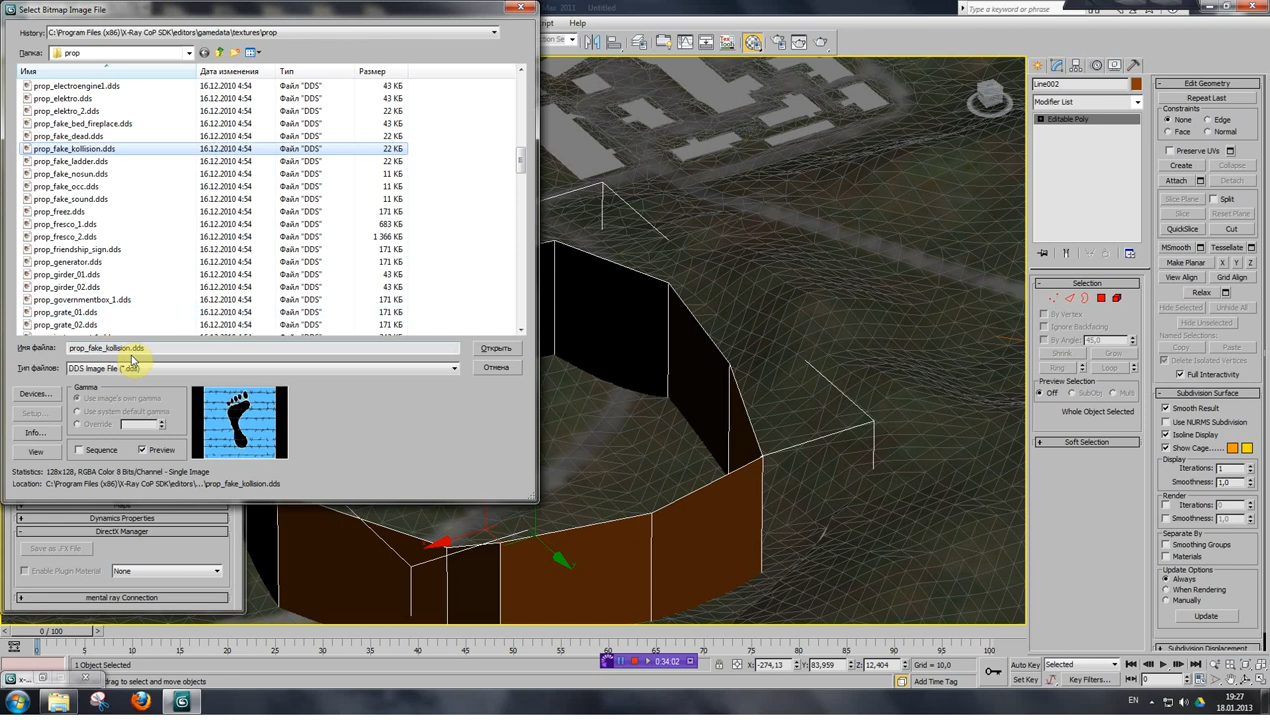 Select Bitmap Image File
Max 2011 Untitled
Type a keyword or phrase
History: C:\Program Files (x86)\X-Ray CoP SDK\editors\gamedata\textures\prop
Папка: prop
Имя Дата изменения Тип Размер
prop_electroengine1.dds 16.12.2010 4:54 Файл "DDS" 43 КБ
prop_elektro.dds 16.12.2010 4:54 Файл "DDS" 43 КБ
prop_elektro_2.dds 16.12.2010 4:54 Файл "DDS" 22 КБ
prop_fake_bed_fireplace.dds 16.12.2010 4:54 Файл "DDS" 43 КБ
prop_fake_dead.dds 16.12.2010 4:54 Файл "DDS" 22 КБ
prop_fake_kollision.dds 16.12.2010 4:54 Файл "DDS" 22 КБ
prop_fake_ladder.dds 16.12.2010 4:54 Файл "DDS" 22 КБ
prop_fake_nosun.dds 16.12.2010 4:54 Файл "DDS" 11 КБ
prop_fake_occ.dds 16.12.2010 4:54 Файл "DDS" 22 КБ
prop_fake_sound.dds 16.12.2010 4:54 Файл "DDS" 11 КБ
prop_freez.dds 16.12.2010 4:54 Файл "DDS" 171 КБ
prop_fresco_1.dds 16.12.2010 4:54 Файл "DDS" 683 КБ
prop_fresco_2.dds 16.12.2010 4:54 Файл "DDS" 1 366 КБ
prop_friendship_sign.dds 16.12.2010 4:54 Файл "DDS" 171 КБ
prop_generator.dds 16.12.2010 4:54 Файл "DDS" 171 КБ
prop_girder_01.dds 16.12.2010 4:54 Файл "DDS" 43 КБ
prop_girder_02.dds 16.12.2010 4:54 Файл "DDS" 43 КБ
prop_governmentbox_1.dds 16.12.2010 4:54 Файл "DDS" 171 КБ
prop_grate_01.dds 16.12.2010 4:54 Файл "DDS" 171 КБ
prop_grate_02.dds 16.12.2010 4:54 Файл "DDS" 171 КБ
Имя файла: prop_fake_kollision.dds Открыть
Тип файлов: DDS Image File (*.dds) Отмена
Devices...
Setup...
Info...
View
Gamma
Use image's own gamma
Use system default gamma
Override
Sequence Preview
Statistics: 128x128, RGBA Color 8 Bits/Channel - Single Image
Location: C:\Program Files (x86)\X-Ray CoP SDK\editors\...\prop_fake_kollision.dds
Maps
Dynamics Properties
DirectX Manager
Save as .FX File
Enable Plugin Material None
mental ray Connection
Line002
Modifier List
Editable Poly
Selection
By Vertex
Ignore Backfacing
By Angle: 45,0
Shrink Grow
Ring Loop
Preview Selection
Off SubObj Multi
Whole Object Selected
Soft Selection
Edit Geometry
Repeat Last
Constraints
None Edge
Face Normal
Preserve UVs
Create Collapse
Attach Detach
Slice Plane Split
Slice Reset Plane
QuickSlice Cut
MSmooth Tessellate
Make Planar X Y Z
View Align Grid Align
Relax
Hide Selected Unhide All
Hide Unselected
Named Selections:
Copy Paste
Delete Isolated Vertices
Full Interactivity
Subdivision Surface
Smooth Result
Use NURMS Subdivision
Isoline Display
Show Cage......
Display
Iterations: 1
Smoothness: 1,0
Render
Iterations: 0
Smoothness: 1,0
Separate By
Smoothing Groups
Materials
Update Options
Always
When Rendering
Manually
Update
Subdivision Displacement
0 / 100
0 65 70 75 80 85 90 95 100
1 Object Selected
0:34:02
X: -274,13 Y: 83,959 Z: 12,404 Grid = 10,0
Auto Key Selected
drag to select and move objects
Add Time Tag
Set Key Key Filters... 0
EN 19:27
18.01.2013